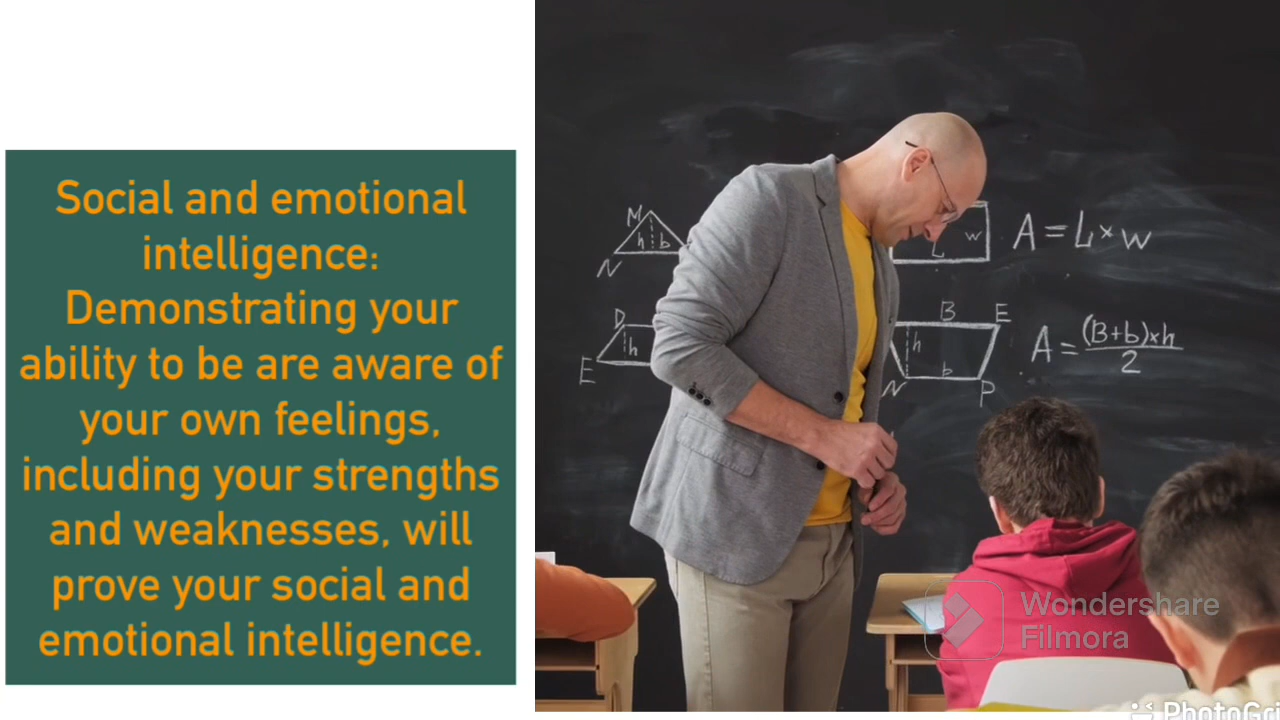 Social and emotional
intelligence:
Demonstrating your
ability to be are aware of
your own feelings,
including your strengths
and weaknesses, will
prove your social and
emotional intelligence.
M
h b
N
D
h
E
L
w
A = L × w
B E
h
b
N P
A = (B+b)×h
2
Wondershare
Filmora
PhotoGri